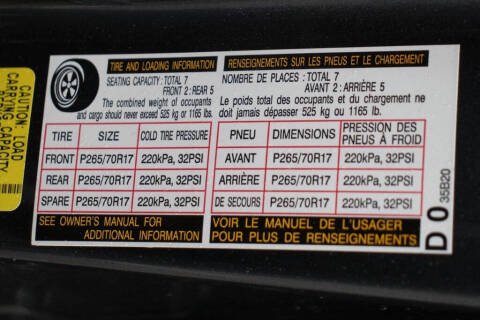 TIRE AND LOADING INFORMATION
SEATING CAPACITY : TOTAL 7
FRONT 2 : REAR 5
The combined weight of occupants
and cargo should never exceed 525 kg or 1165 lbs.
TIRE SIZE COLD TIRE PRESSURE
FRONT P265/70R17 220kPa, 32PSI
REAR P265/70R17 220kPa, 32PSI
SPARE P265/70R17 220kPa, 32PSI
SEE OWNER'S MANUAL FOR
ADDITIONAL INFORMATION
RENSEIGNEMENTS SUR LES PNEUS ET LE CHARGEMENT
NOMBRE DE PLACES : TOTAL 7
AVANT 2 : ARRIÈRE 5
Le poids total des occupants et du chargement ne
doit jamais dépasser 525 kg ou 1165 lb.
PNEU DIMENSIONS PRESSION DES
PNEUS À FROID
AVANT P265/70R17 220kPa, 32PSI
ARRIÈRE P265/70R17 220kPa, 32PSI
DE SECOURS P265/70R17 220kPa, 32PSI
VOIR LE MANUEL DE L'USAGER
POUR PLUS DE RENSEIGNEMENTS
D 0
35B20
CAUTION : LOAD
CARRYING CAPACITY